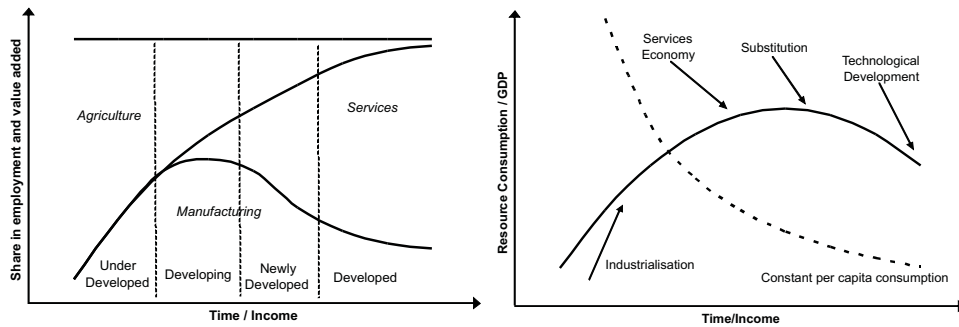 Share in employment and value added
Agriculture
Services
Manufacturing
Under
Developed
Developing
Newly
Developed
Developed
Time / Income
Resource Consumption / GDP
Services
Economy
Substitution
Technological
Development
Industrialisation
Constant per capita consumption
Time/Income